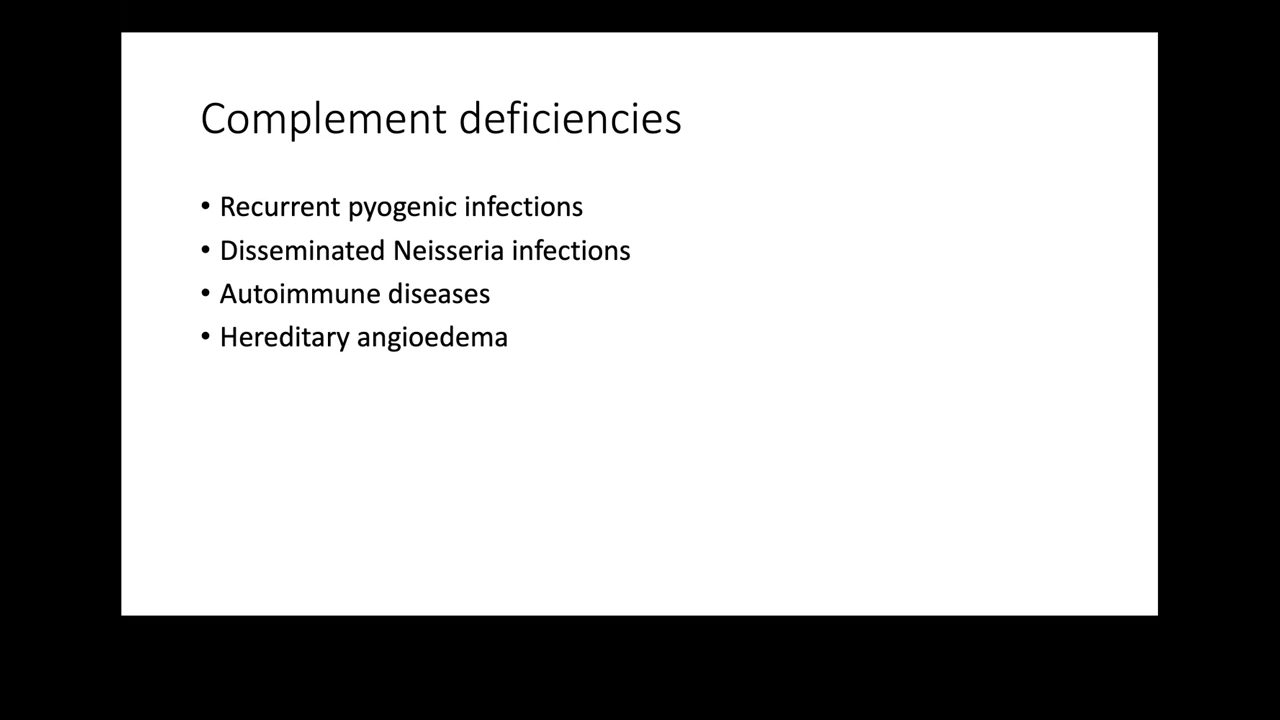 Complement deficiencies
• Recurrent pyogenic infections
• Disseminated Neisseria infections
• Autoimmune diseases
• Hereditary angioedema